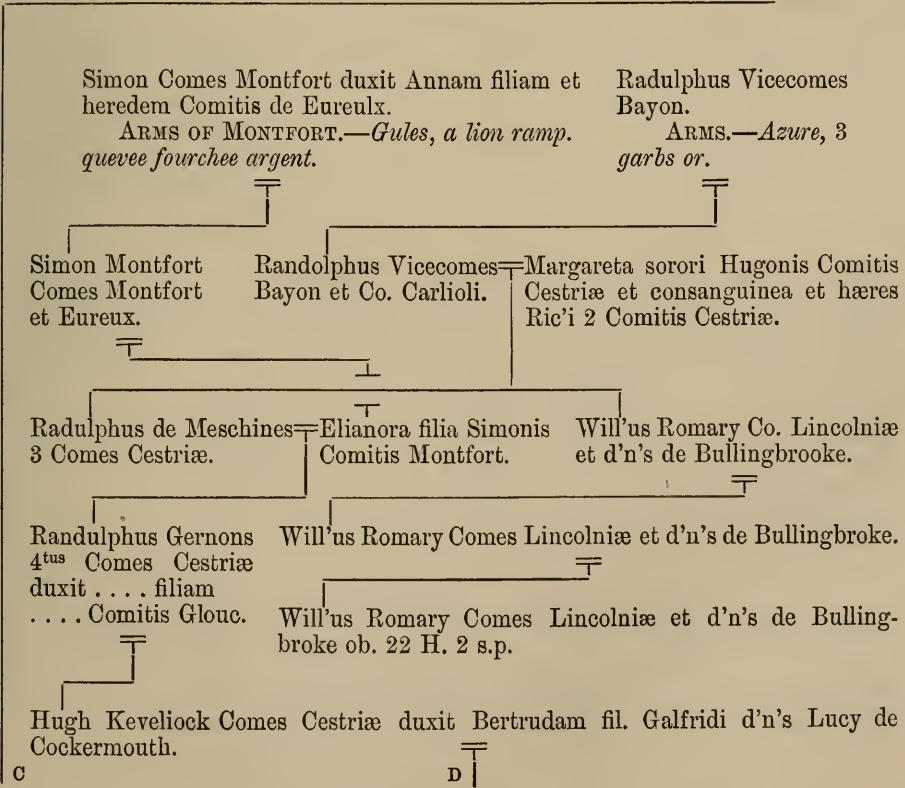 Simon Comes Montfort duxit Annam filiam et
heredem Comitis de Eureulx.
ARMS OF MONTFORT.—Gules, a lion ramp.
quevee fourchee argent.
Radulphus Vicecomes
Bayon.
ARMS.—Azure, 3
garbs or.
Simon Montfort
Comes Montfort
et Eureux.
Randolphus Vicecomes
Bayon et Co. Carlioli.
Margareta sorori Hugonis Comitis
Cestriæ et consanguinea et hæres
Ric'i 2 Comitis Cestriæ.
Radulphus de Meschines
3 Comes Cestriæ.
Elianora filia Simonis
Comitis Montfort.
Will'us Romary Co. Lincolniæ
et d'n's de Bullingbrooke.
Randulphus Gernons
4tus Comes Cestriæ
duxit . . . . filiam
. . . . Comitis Glouc.
Will'us Romary Comes Lincolniæ et d'n's de Bullingbroke.
Will'us Romary Comes Lincolniæ et d'n's de Bulling-
broke ob. 22 H. 2 s.p.
Hugh Keveliock Comes Cestriæ duxit Bertrudam fil. Galfridi d'n's Lucy de
Cockermouth.
C
D